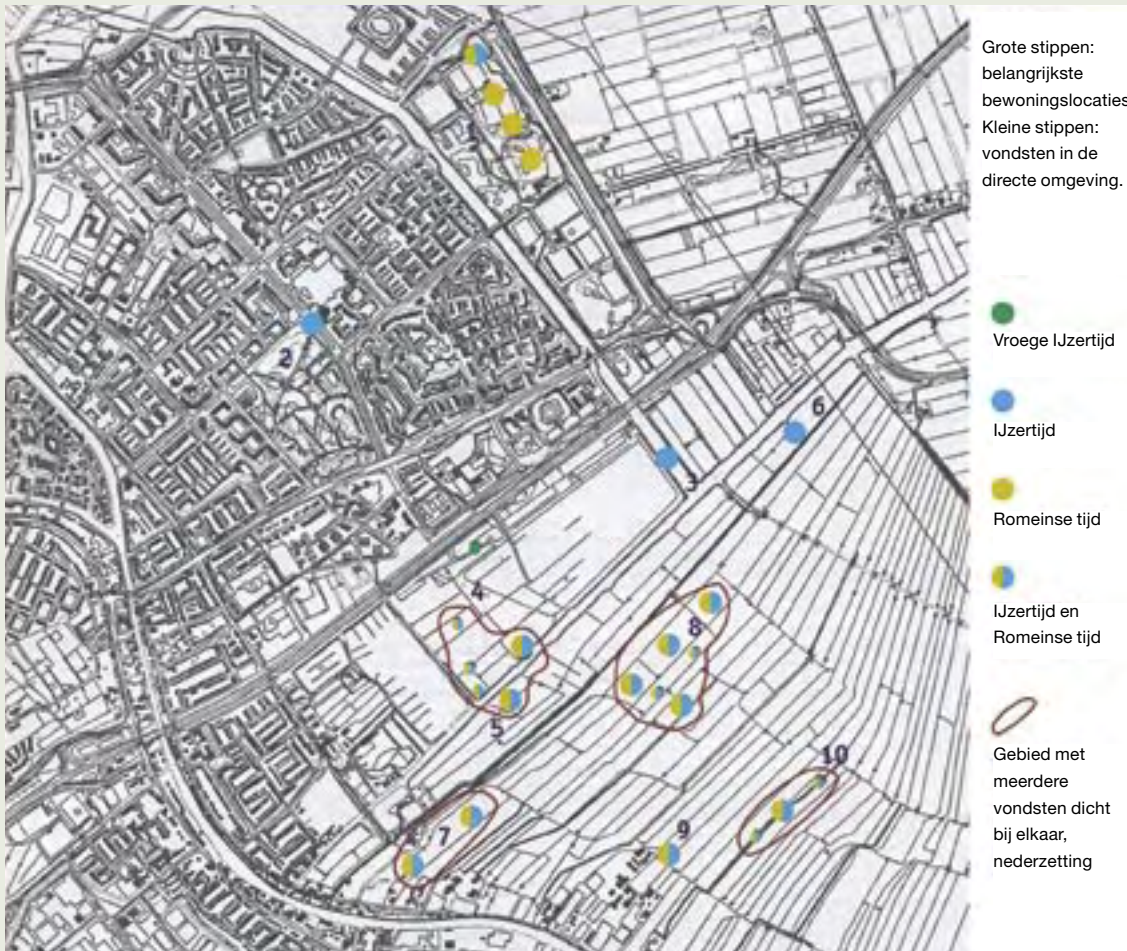 Grote stippen:
belangrijkste
bewoningslocaties
Kleine stippen:
vondsten in de
directe omgeving.
Vroege IJzertijd
IJzertijd
Romeinse tijd
IJzertijd en
Romeinse tijd
Gebied met
meerdere
vondsten dicht
bij elkaar,
nederzetting
2
6
3
4
8
5
10
7
9